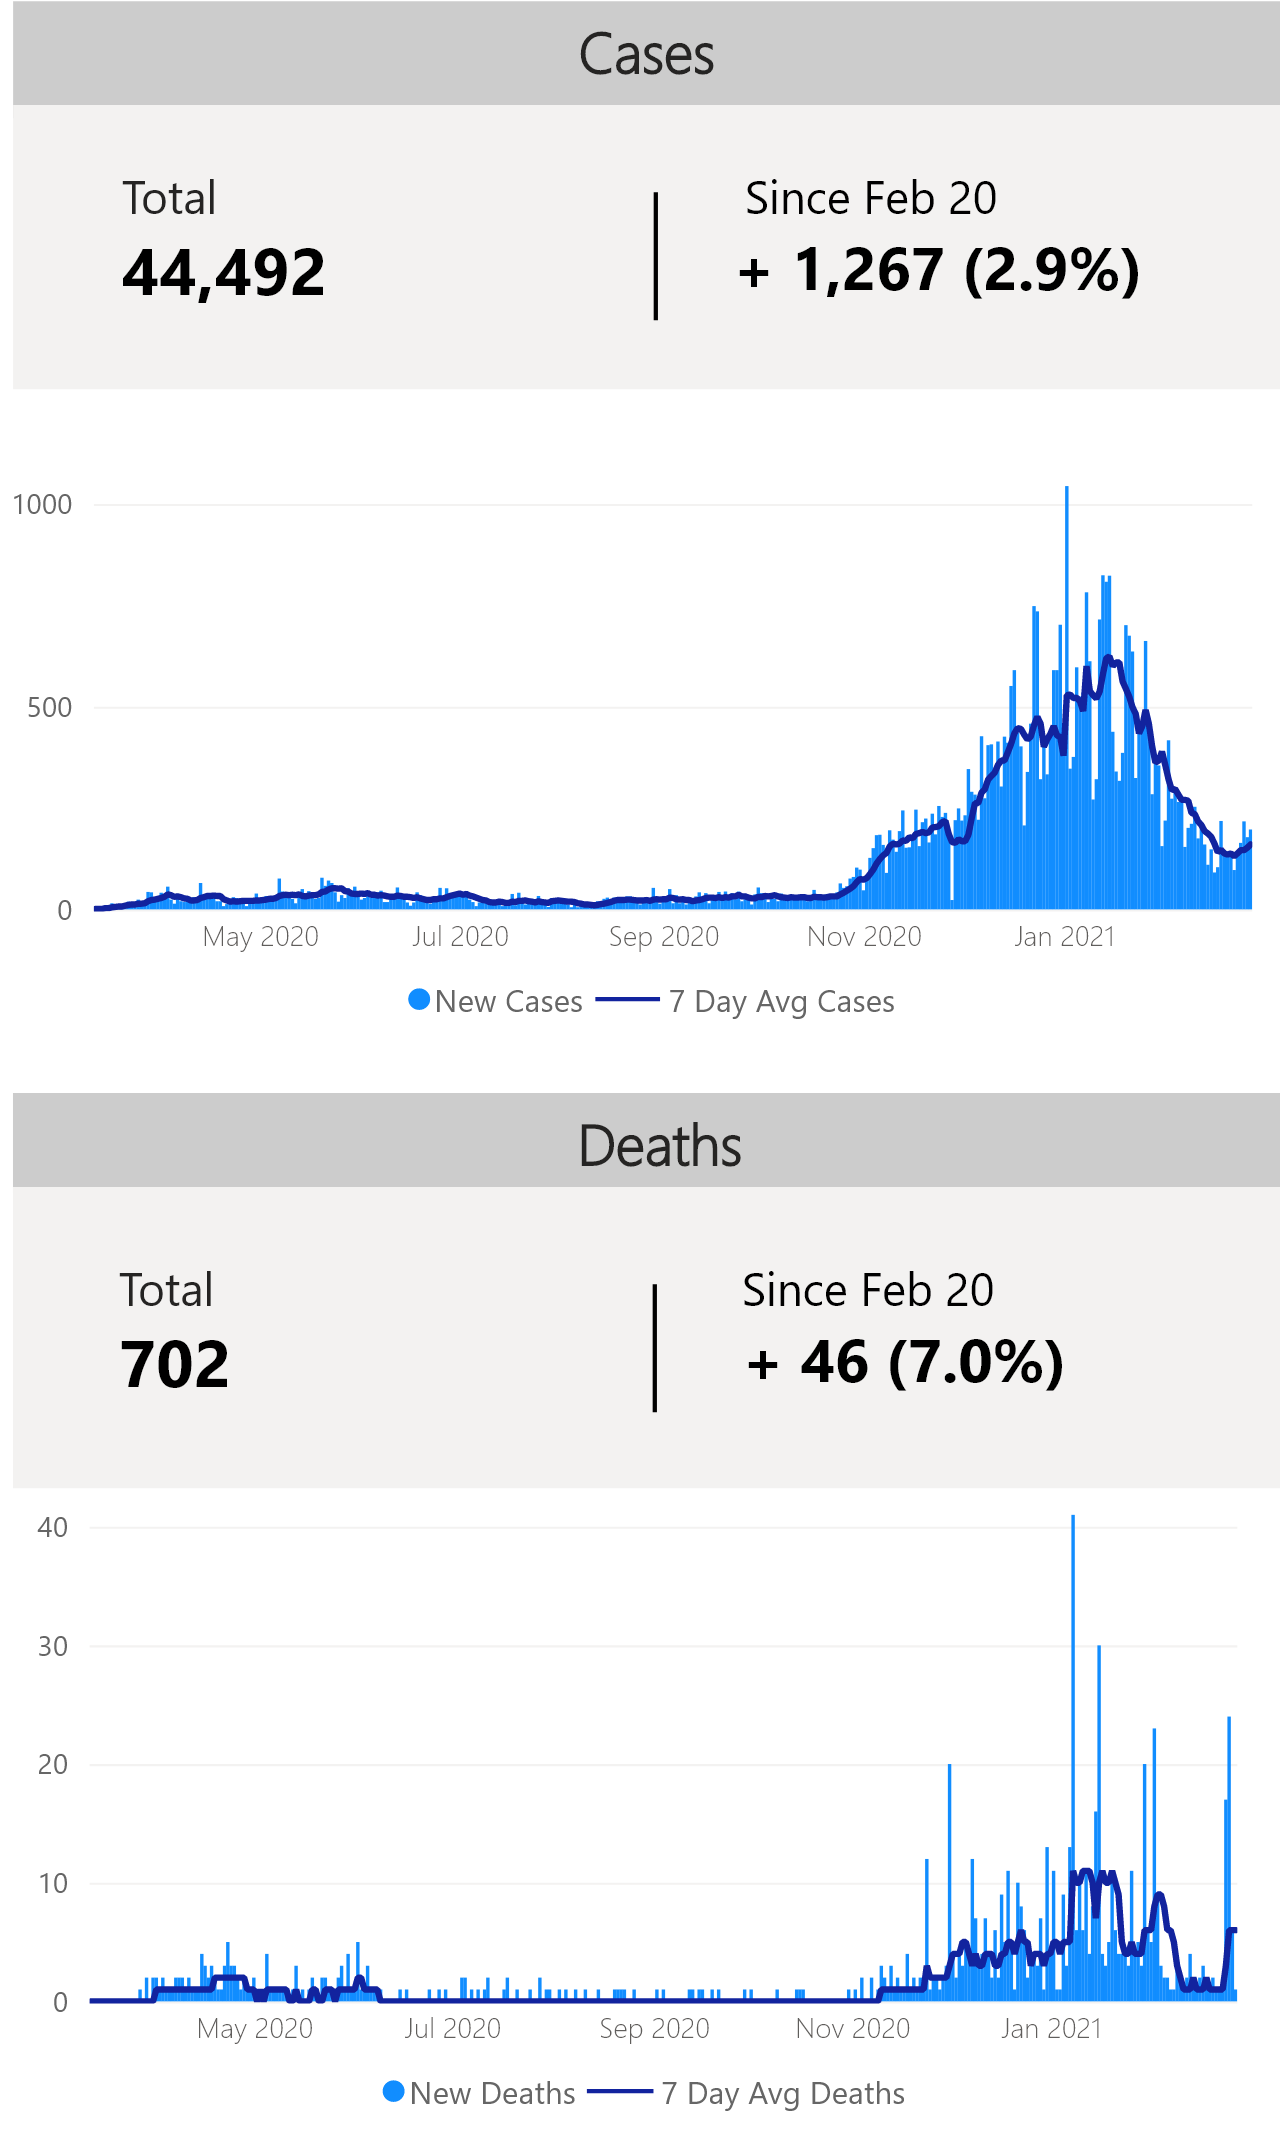 Cases
Total
Since Feb 20
44,492
+ 1,267 (2.9%)
1000
500
0
May 2020
Jul 2020
Sep 2020
Nov 2020
Jan 2021
New Cases
7 Day Avg Cases
Deaths
Total
Since Feb 20
702
+ 46 (7.0%)
40
30
20
10
0
May 2020
Jul 2020
Sep 2020
Nov 2020
Jan 2021
New Deaths
7 Day Avg Deaths